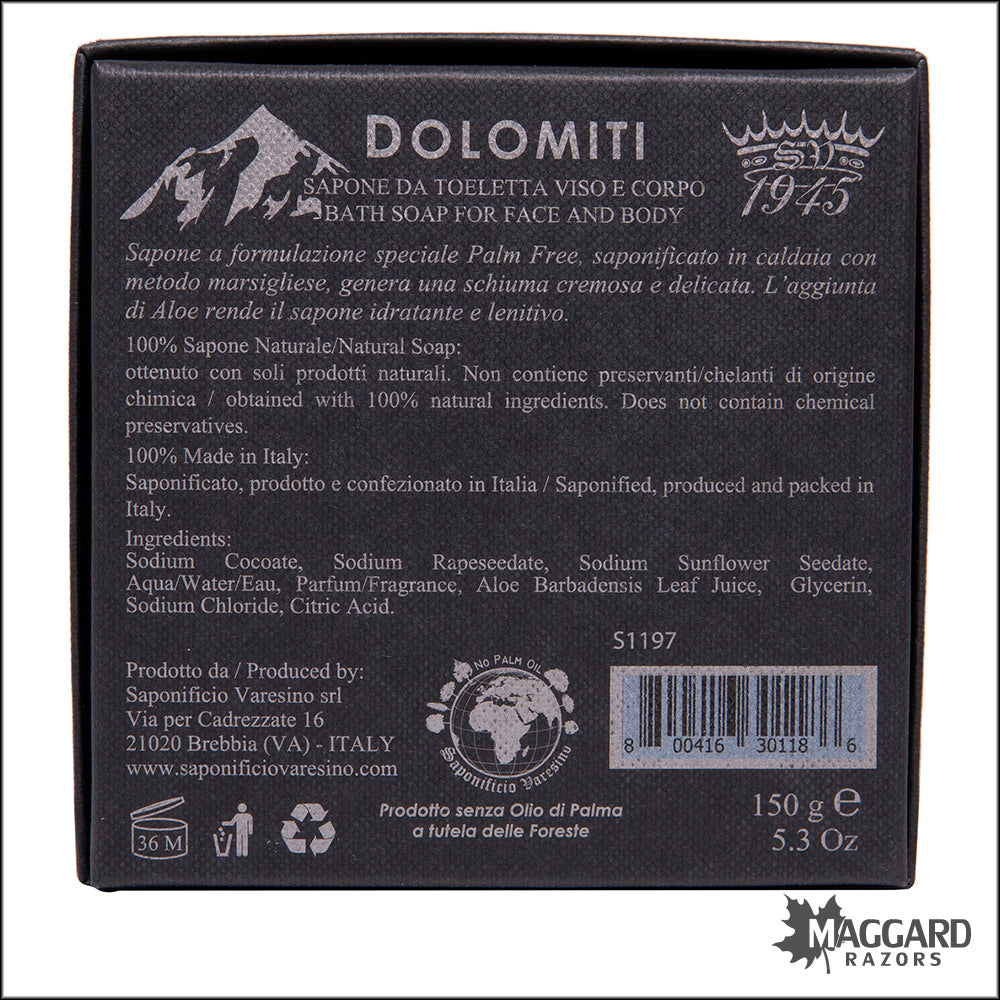 DOLOMITI
SAPONE DA TOELETTA VISO E CORPO
BATH SOAP FOR FACE AND BODY
SV
1945
Sapone a formulazione speciale Palm Free, saponificato in caldaia con
metodo marsigliese, genera una schiuma cremosa e delicata. L'aggiunta
di Aloe rende il sapone idratante e lenitivo.
100% Sapone Naturale/Natural Soap:
ottenuto con soli prodotti naturali. Non contiene preservanti/chelanti di origine
chimica / obtained with 100% natural ingredients. Does not contain chemical
preservatives.
100% Made in Italy:
Saponificato, prodotto e confezionato in Italia / Saponified, produced and packed in
Italy.
Ingredients:
Sodium Cocoate, Sodium Rapeseedate, Sodium Sunflower Seedate,
Aqua/Water/Eau, Parfum/Fragrance, Aloe Barbadensis Leaf Juice, Glycerin,
Sodium Chloride, Citric Acid.
S1197
Prodotto da / Produced by:
Saponificio Varesino srl
Via per Cadrezzate 16
21020 Brebbia (VA) - ITALY
www.saponificiovaresino.com
No Palm Oil
Saponificio Varesino
8 00416 30118 6
Prodotto senza Olio di Palma
a tutela delle Foreste
36 M
150 g e
5.3 Oz
MAGGARD
RAZORS